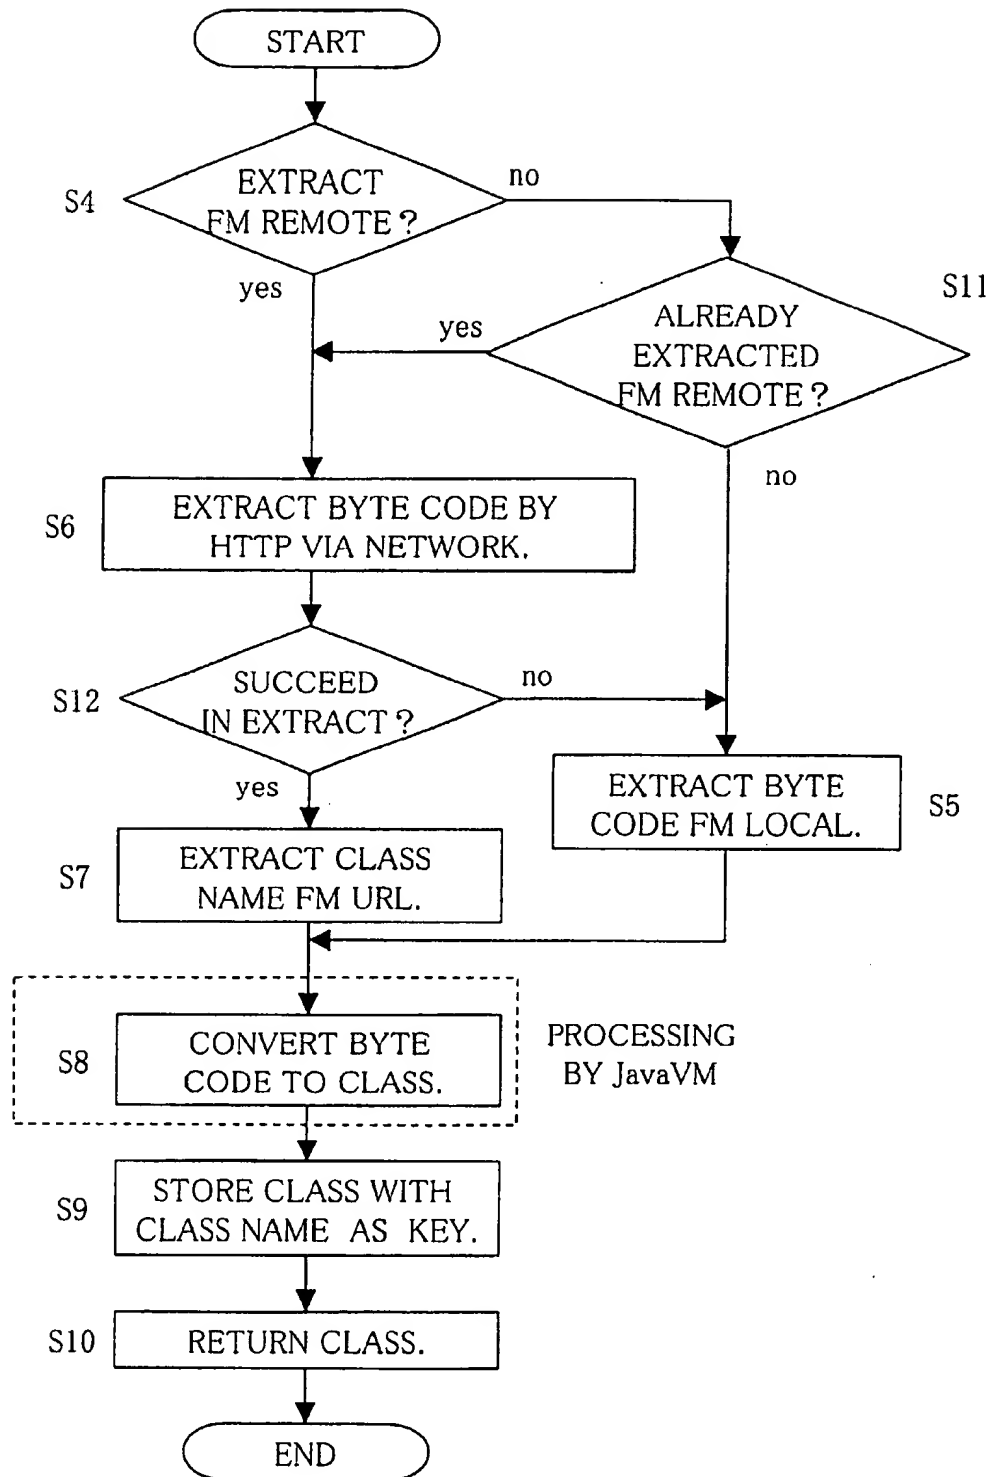 START
S4
EXTRACT
FM REMOTE?
no
yes
S11
ALREADY
EXTRACTED
FM REMOTE?
yes
no
S6
EXTRACT BYTE CODE BY
HTTP VIA NETWORK.
S12
SUCCEED
IN EXTRACT?
no
yes
EXTRACT BYTE
CODE FM LOCAL.
S5
S7
EXTRACT CLASS
NAME FM URL.
S8
CONVERT BYTE
CODE TO CLASS.
PROCESSING
BY JavaVM
S9
STORE CLASS WITH
CLASS NAME AS KEY.
S10
RETURN CLASS.
END